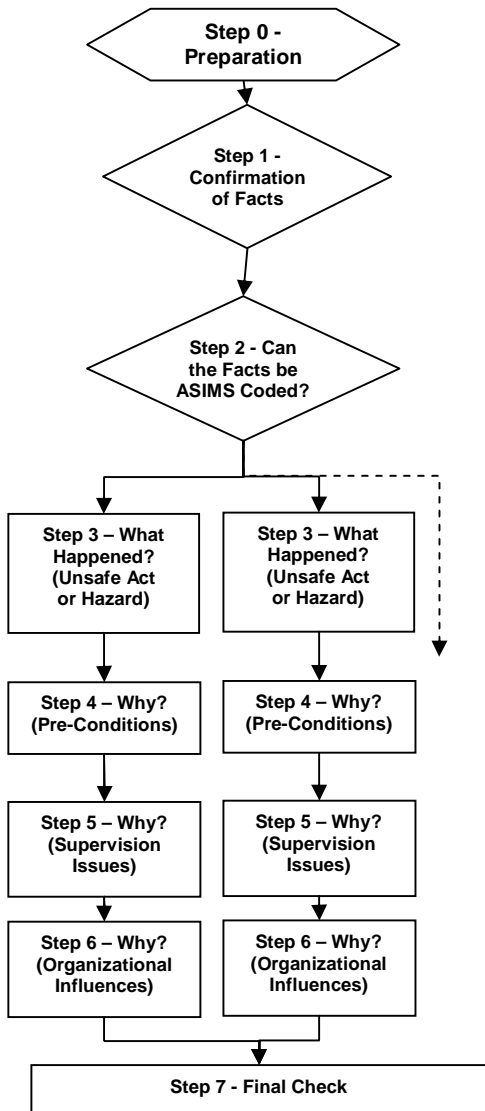 Step 0 -
Preparation
Step 1 -
Confirmation
of Facts
Step 2 - Can
the Facts be
ASIMS Coded?
Step 3 – What
Happened?
(Unsafe Act
or Hazard)
Step 3 – What
Happened?
(Unsafe Act
or Hazard)
Step 4 – Why?
(Pre-Conditions)
Step 4 – Why?
(Pre-Conditions)
Step 5 – Why?
(Supervision
Issues)
Step 5 – Why?
(Supervision
Issues)
Step 6 – Why?
(Organizational
Influences)
Step 6 – Why?
(Organizational
Influences)
Step 7 - Final Check